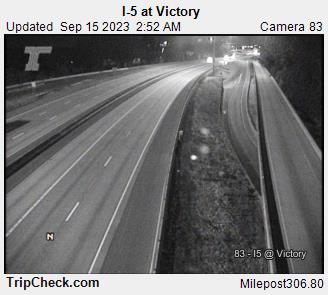 I-5 at Victory
Updated Sep 15 2023 2:52 AM Camera 83
T
N
83 - I5 @ Victory
TripCheck.com Milepost306.80